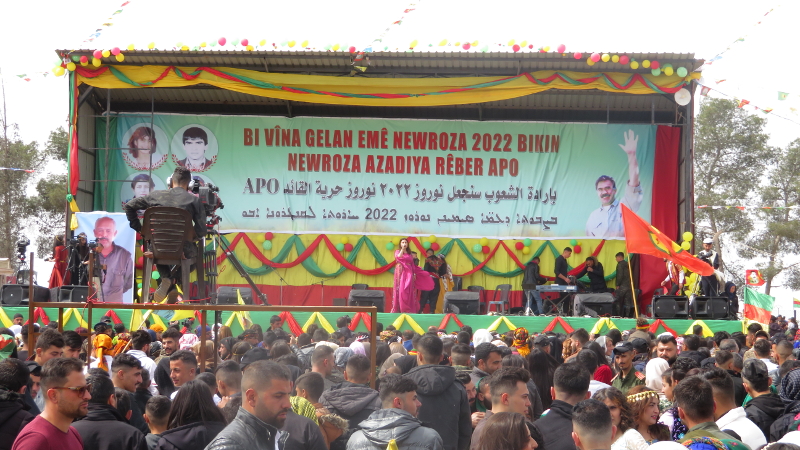 BI VÎNA GELAN EMÊ NEWROZA 2022 BIKIN
NEWROZA AZADIYA RÊBER APO
بإرادة الشعوب سنجعل نوروز ٢٠٢٢ نوروز حرية القائد APO
2022